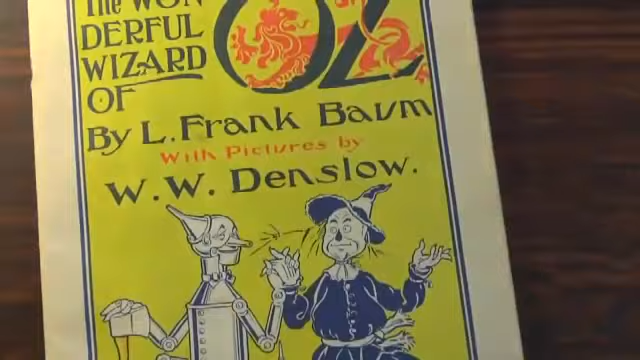 The WON
DERFUL
WIZARD
OF
OZ
By L. Frank Baum
With Pictures by
W. W. Denslow.